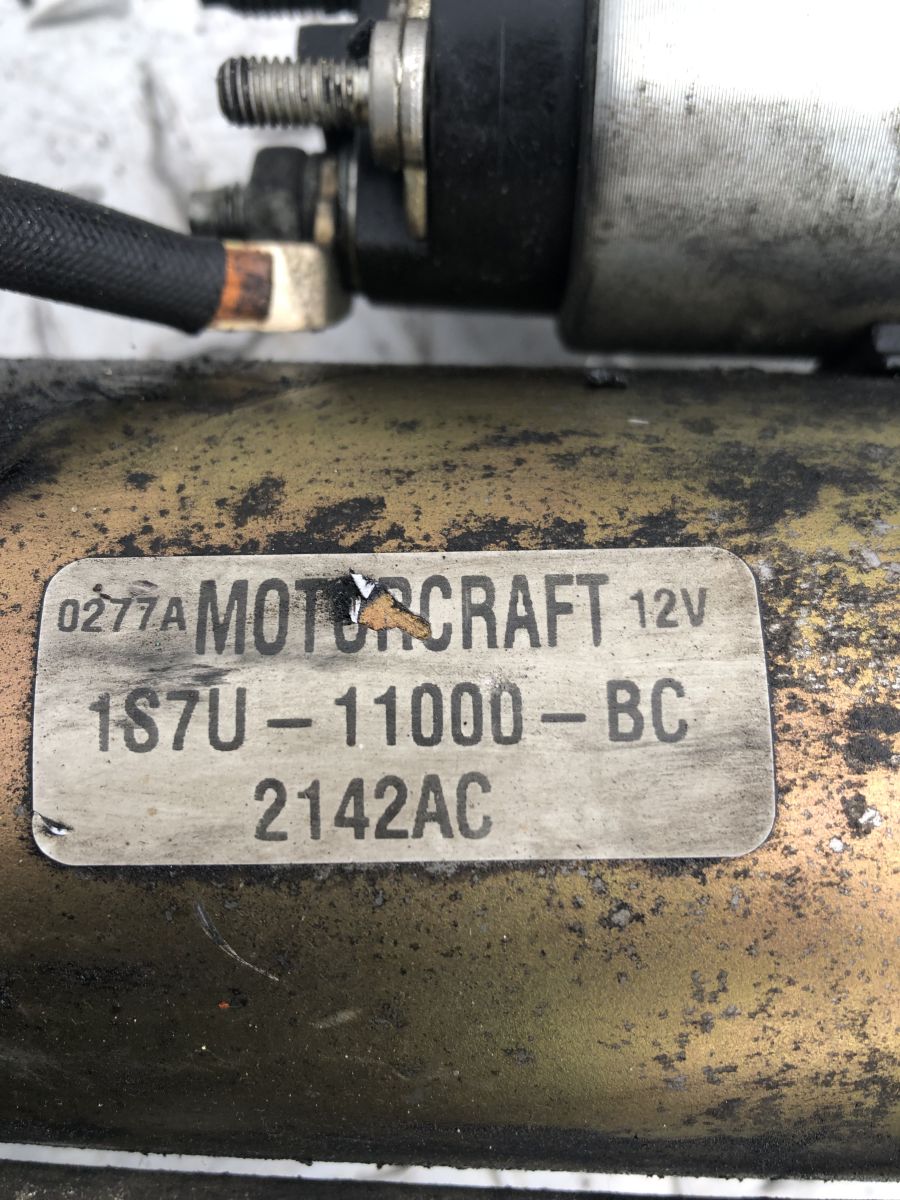 0277A MOTORCRAFT 12V
1S7U - 11000 - BC
2142AC